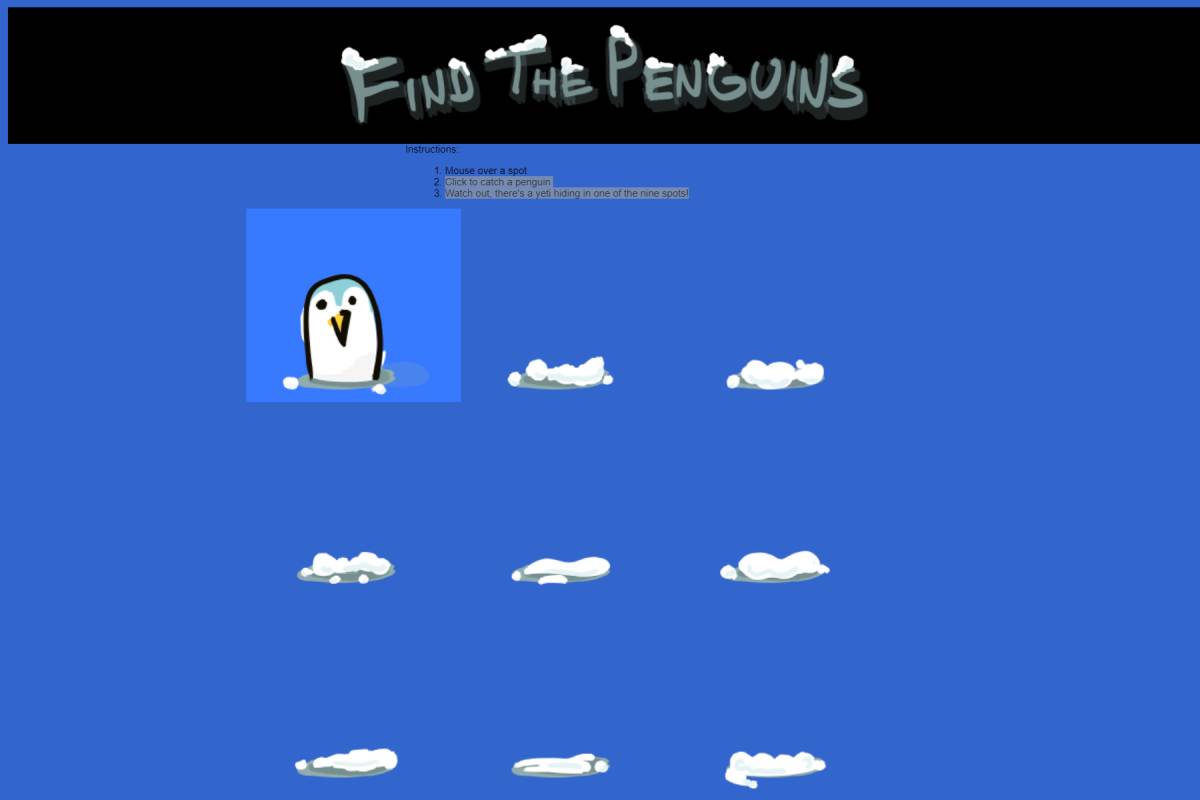 FIND THE PENGUINS
Instructions:
1. Mouse over a spot
2. Click to catch a penguin
3. Watch out, there's a yeti hiding in one of the nine spots!